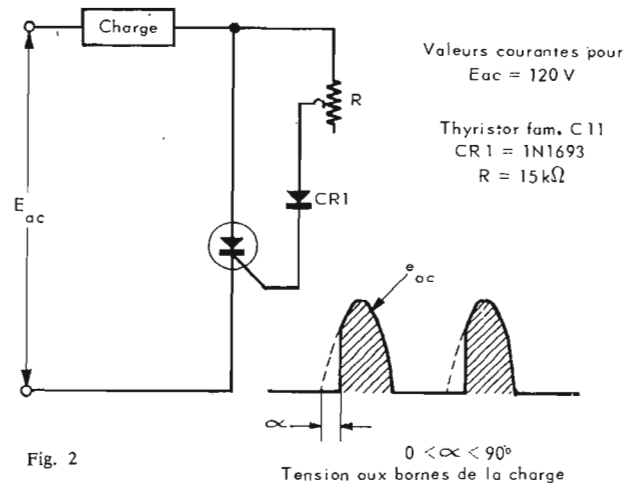 Charge
Valeurs courantes pour
Eac = 120 V
R
Thyristor fam. C11
CR1 = 1N1693
R = 15kΩ
CR1
E ac
e ac
∝
0 < ∝ < 90°
Fig. 2
Tension aux bornes de la charge